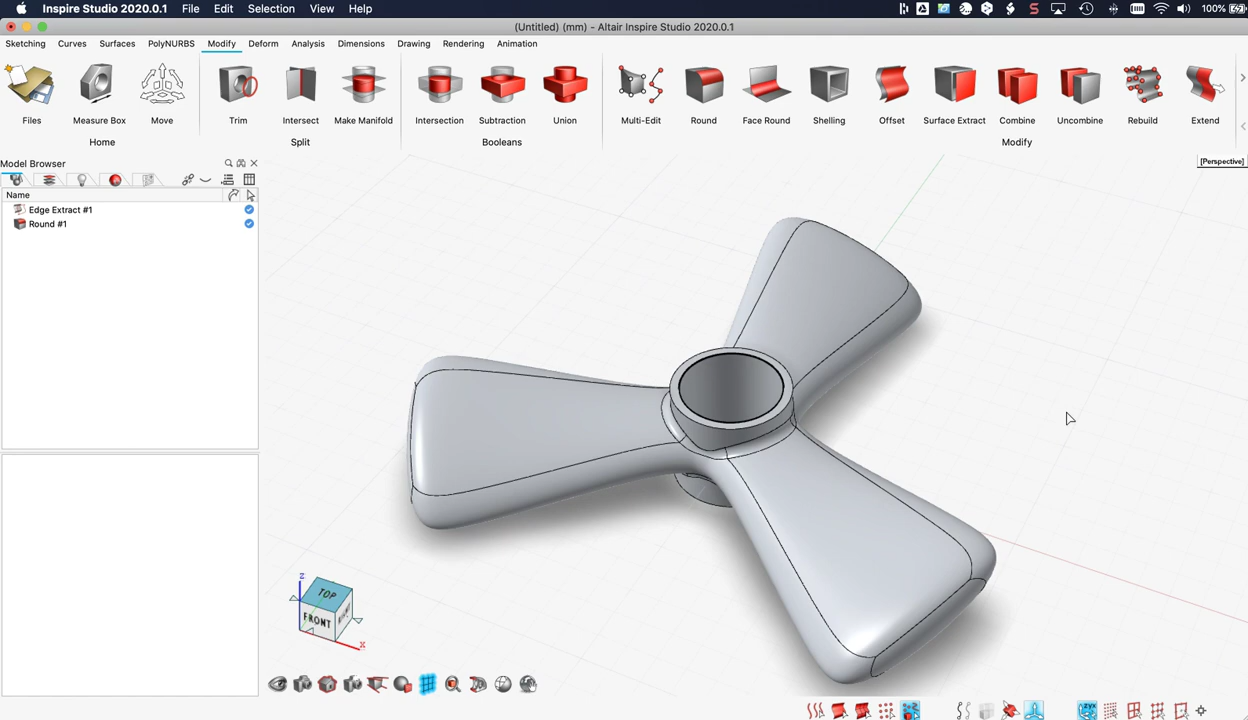 Inspire Studio 2020.0.1 File Edit Selection View Help 100%
(Untitled) (mm) - Altair Inspire Studio 2020.0.1
Sketching Curves Surfaces PolyNURBS Modify Deform Analysis Dimensions Drawing Rendering Animation
Files Measure Box Move Trim Intersect Make Manifold Intersection Subtraction Union Multi-Edit Round Face Round Shelling Offset Surface Extract Combine Uncombine Rebuild Extend
Home Split Booleans Modify
Model Browser
[Perspective]
Name
Edge Extract #1
Round #1
Z
TOP
FRONT
X